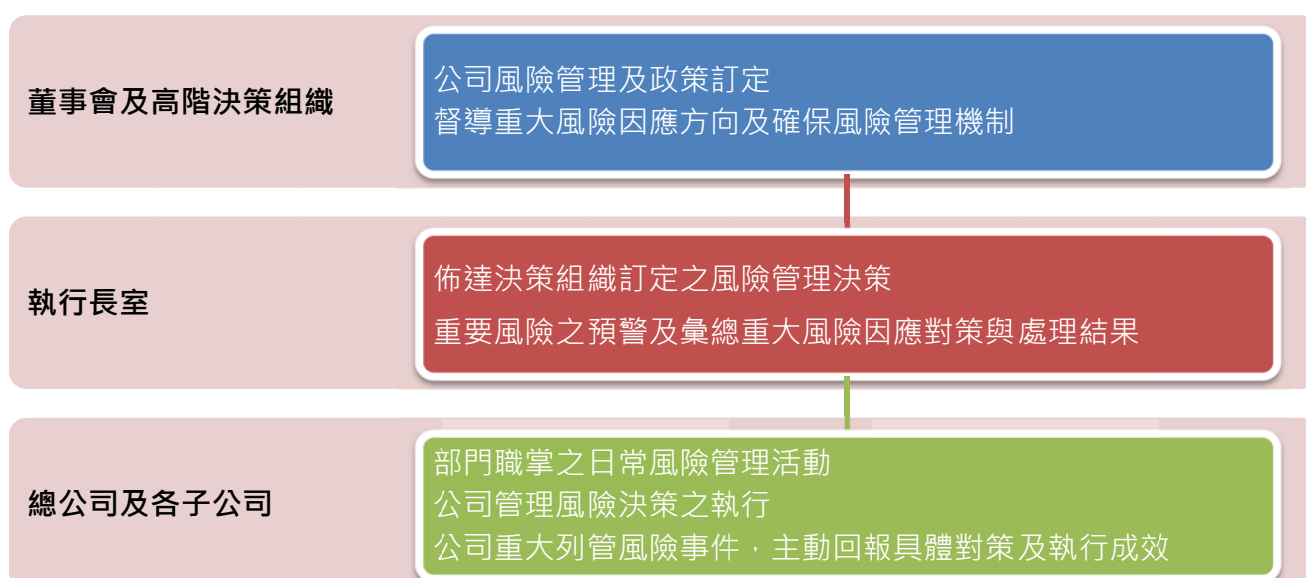 董事會及高階決策組織
公司風險管理及政策訂定
督導重大風險因應方向及確保風險管理機制
執行長室
佈達決策組織訂定之風險管理決策
重要風險之預警及彙總重大風險因應對策與處理結果
總公司及各子公司
部門職掌之日常風險管理活動
公司管理風險決策之執行
公司重大列管風險事件，主動回報具體對策及執行成效